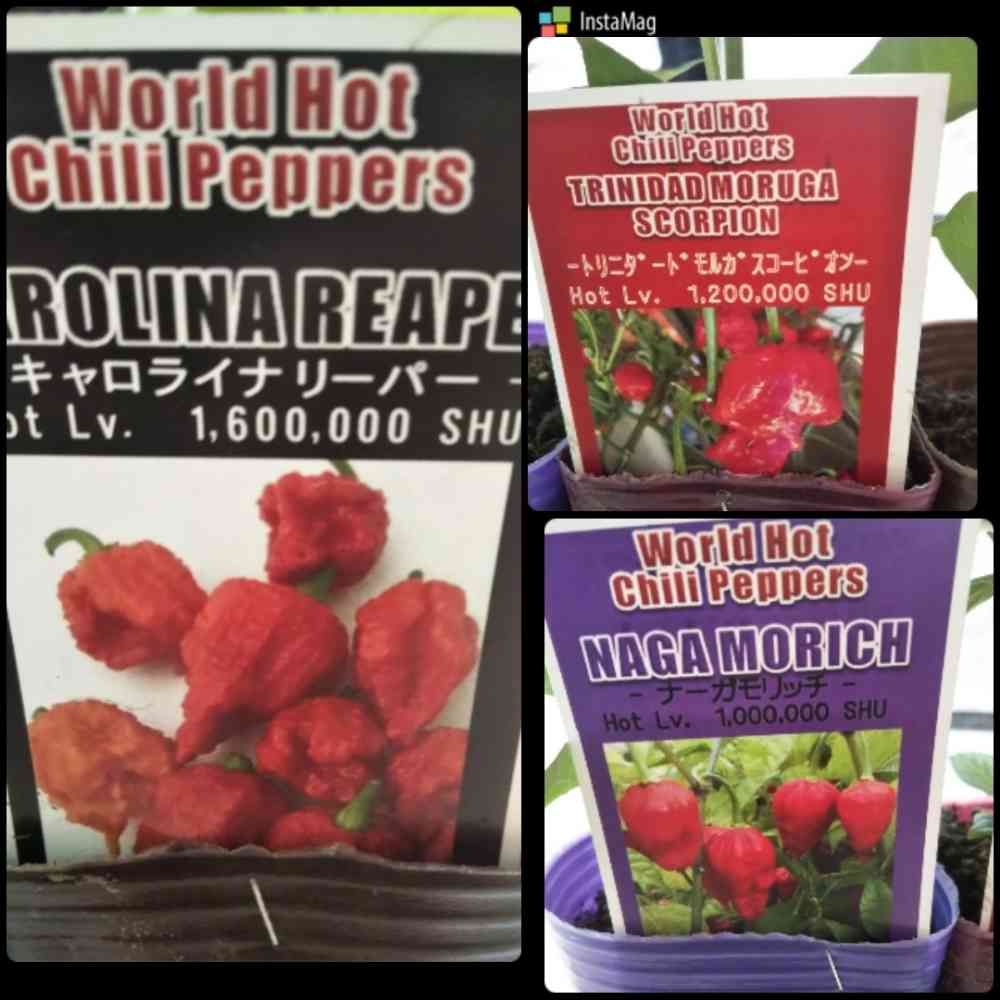 InstaMag
World Hot
Chili Peppers
ROLINA REAPE
キャロライナリーパー -
ot Lv. 1,600,000 SHU
World Hot
Chili Peppers
TRINIDAD MORUGA
SCORPION
-トリニダード モルガスコーピオン-
Hot Lv. 1,200,000 SHU
World Hot
Chili Peppers
NAGA MORICH
- ナーガモリッチ -
Hot Lv. 1,000,000 SHU